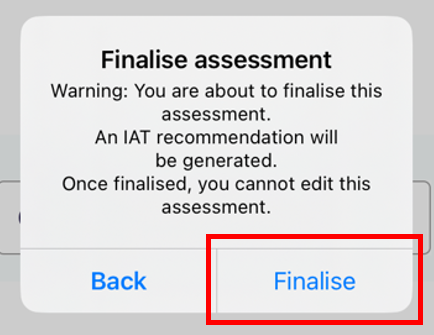 Finalise assessment
Warning: You are about to finalise this
assessment.
An IAT recommendation will
be generated.
Once finalised, you cannot edit this
assessment.
Back
Finalise